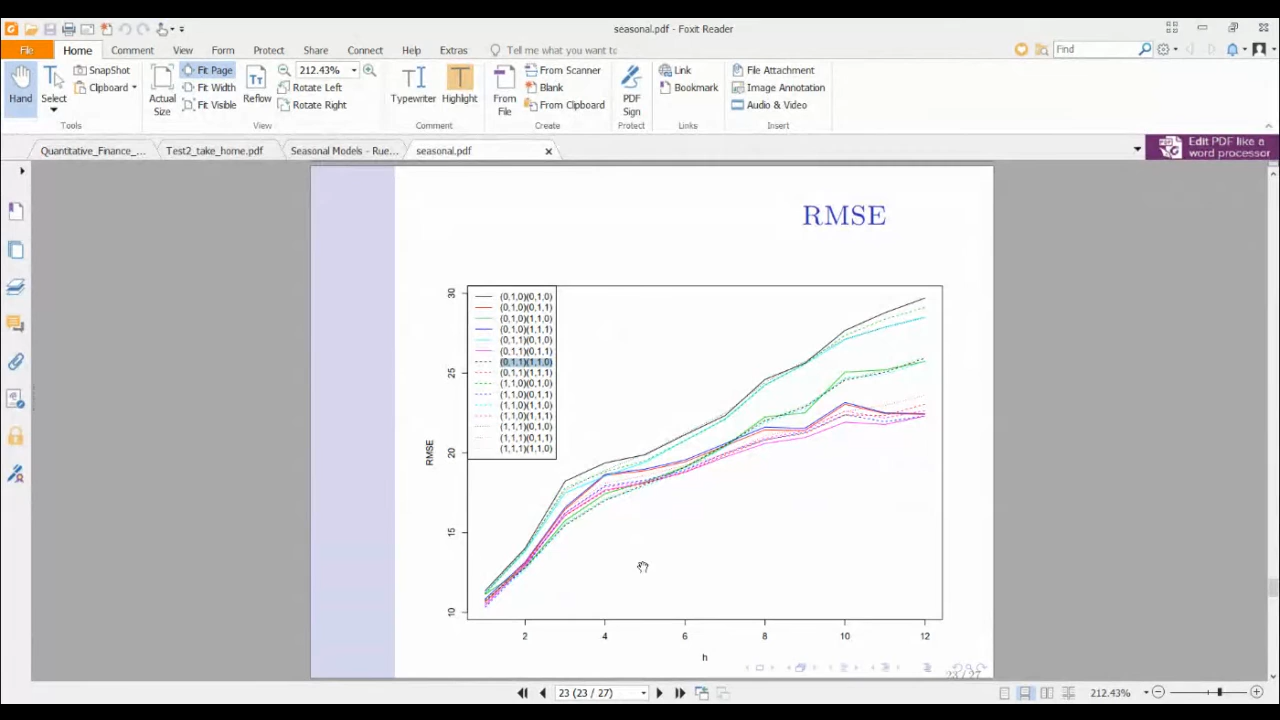 seasonal.pdf - Foxit Reader
File Home Comment View Form Protect Share Connect Help Extras Tell me what you want to Find
Hand Select SnapShot Clipboard Actual Size Fit Page Fit Width Fit Visible Reflow 212.43% Rotate Left Rotate Right Typewriter Highlight From File From Scanner Blank From Clipboard PDF Sign Link Bookmark File Attachment Image Annotation Audio & Video
Tools View Comment Create Protect Links Insert
Quantitative_Finance_... Test2_take_home.pdf Seasonal Models - Rue... seasonal.pdf
Edit PDF like a
word processor
RMSE
(0,1,0)(0,1,0)
(0,1,0)(0,1,1)
(0,1,0)(1,1,0)
(0,1,0)(1,1,1)
(0,1,1)(0,1,0)
(0,1,1)(0,1,1)
(0,1,1)(1,1,0)
(0,1,1)(1,1,1)
(1,1,0)(0,1,0)
(1,1,0)(0,1,1)
(1,1,0)(1,1,0)
(1,1,0)(1,1,1)
(1,1,1)(0,1,0)
(1,1,1)(0,1,1)
(1,1,1)(1,1,0)
30
25
20
15
10
RMSE
2 4 6 8 10 12
h
23 / 27
23 (23 / 27) 212.43%